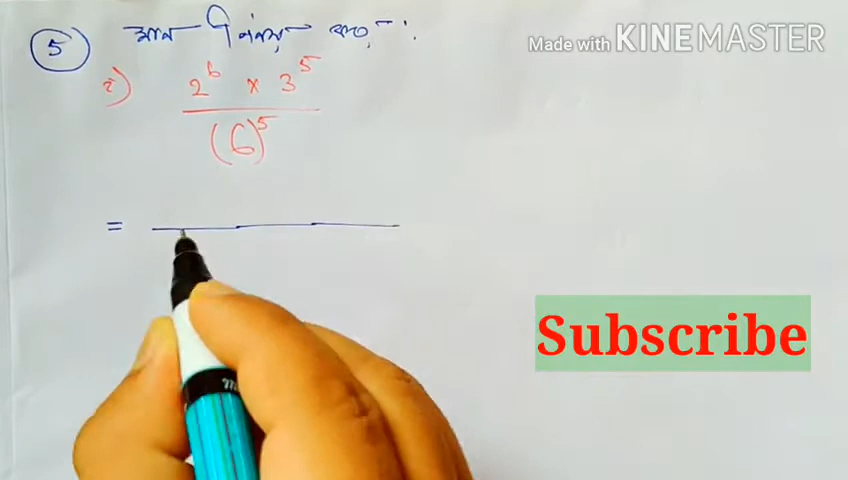 5) মান নির্ণয় করো :
Made with KINEMASTER
2⁶ × 3⁵
(6)⁵
=
Subscribe